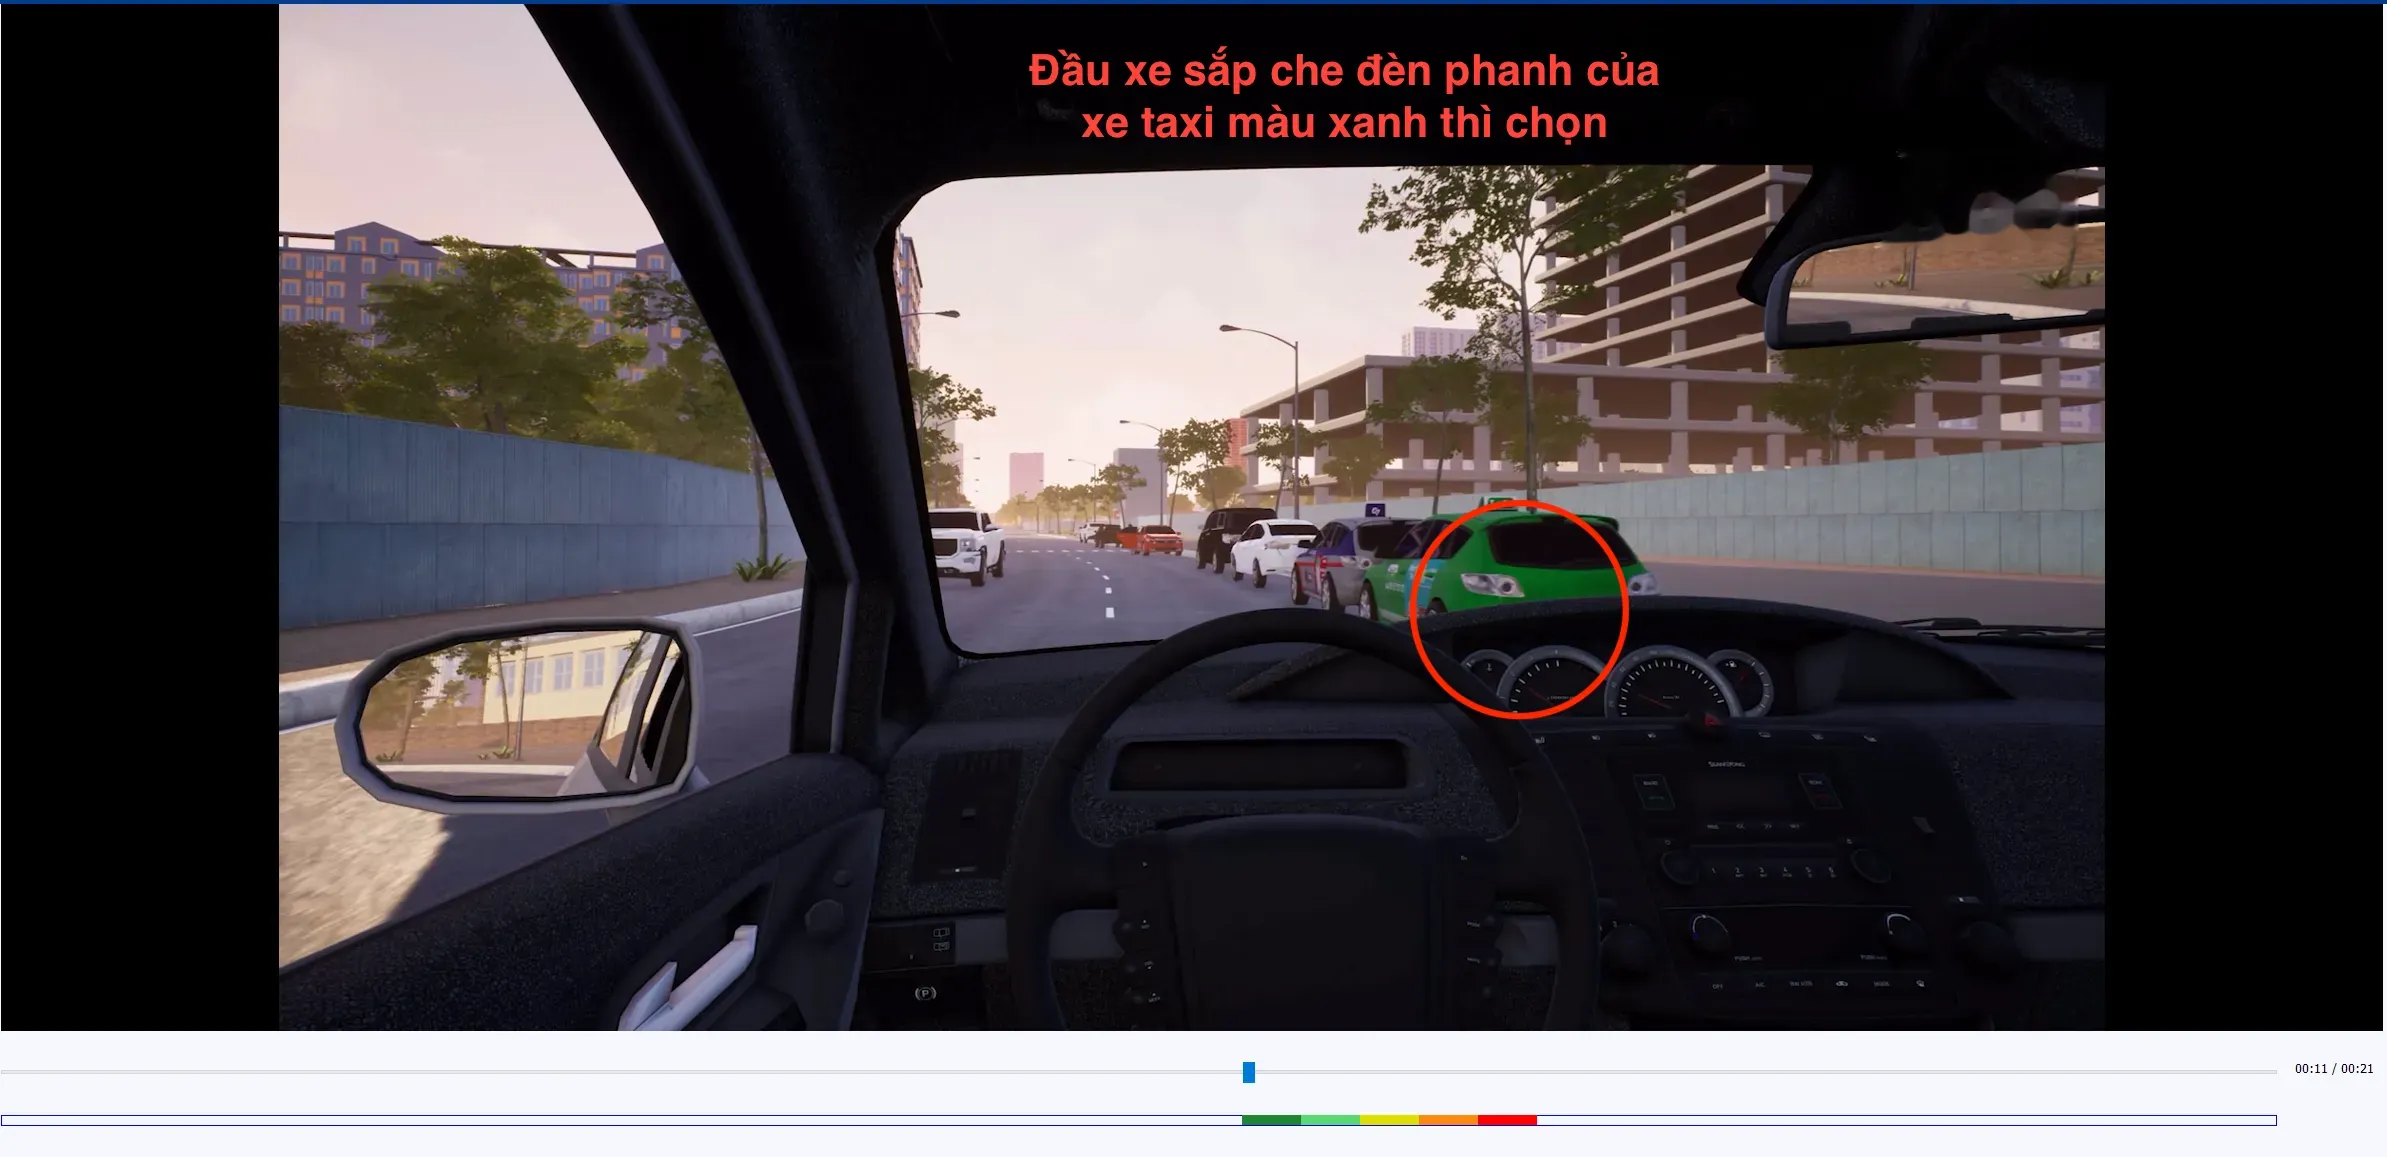 Đầu xe sắp che đèn phanh của
xe taxi màu xanh thì chọn
00:11 / 00:21